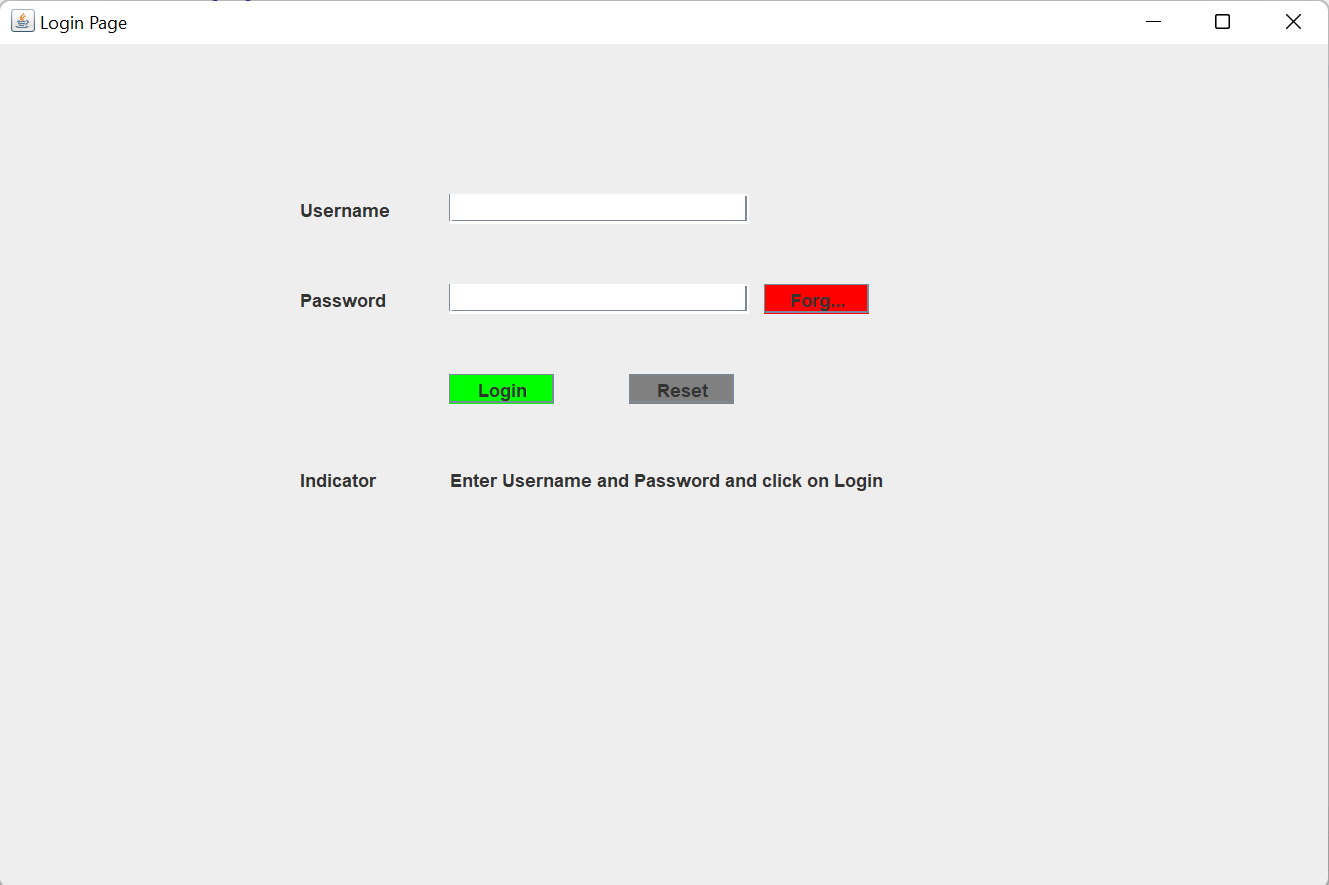 Login Page
Username
Password
Forg...
Login
Reset
Indicator
Enter Username and Password and click on Login